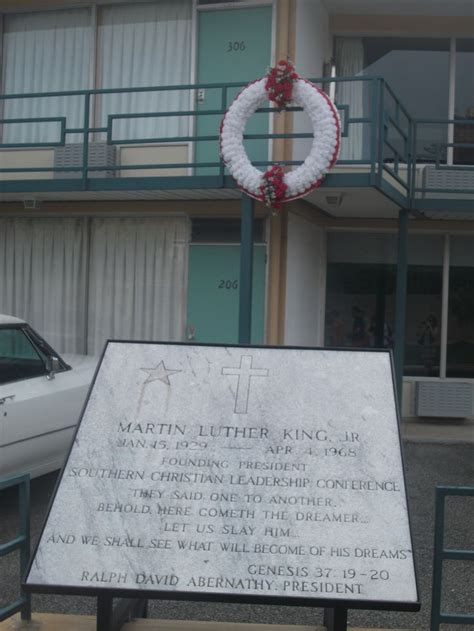 306
206
MARTIN LUTHER KING, JR
JAN. 15, 1929 — APR. 4, 1968
FOUNDING PRESIDENT
SOUTHERN CHRISTIAN LEADERSHIP CONFERENCE
THEY SAID ONE TO ANOTHER,
BEHOLD, HERE COMETH THE DREAMER...
LET US SLAY HIM...
AND WE SHALL SEE WHAT WILL BECOME OF HIS DREAMS"
GENESIS 37: 19-20
RALPH DAVID ABERNATHY, PRESIDENT